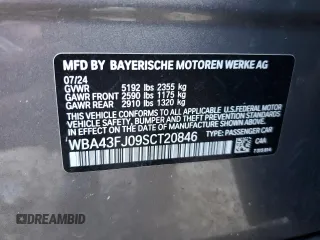 MFD BY BAYERISCHE MOTOREN WERKE AG
07/24
GVWR 5192 lbs 2355 kg
GAWR FRONT 2590 lbs 1175 kg
GAWR REAR 2910 lbs 1320 kg
THIS VEHICLE CONFORMS TO ALL APPLICABLE U.S. FEDERAL
MOTOR VEHICLE SAFETY, BUMPER, AND THEFT PREVENTION
STANDARDS IN EFFECT ON THE DATE OF MANUFACTURE SHOWN ABOVE.
WBA43FJ09SCT20846
TYPE: PASSENGER CAR
CAA
DREAMBID